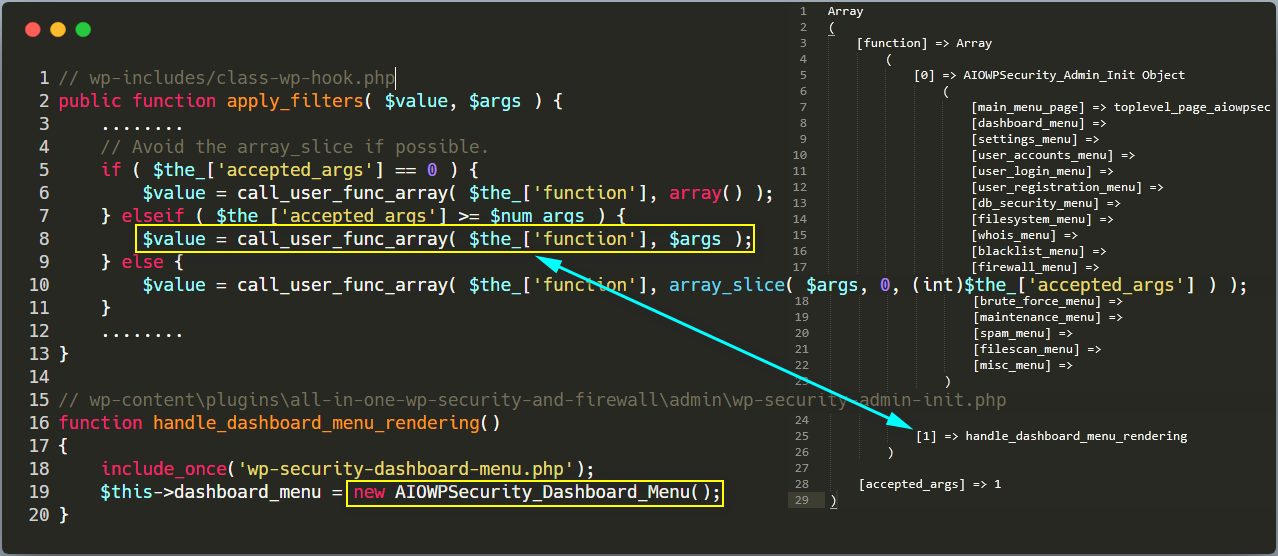 1 // wp-includes/class-wp-hook.php
2 public function apply_filters( $value, $args ) {
3 ........
4 // Avoid the array_slice if possible.
5 if ( $the_['accepted_args'] == 0 ) {
6 $value = call_user_func_array( $the_['function'], array() );
7 } elseif ( $the_['accepted_args'] >= $num_args ) {
8 $value = call_user_func_array( $the_['function'], $args );
9 } else {
10 $value = call_user_func_array( $the_['function'], array_slice( $args, 0, (int)$the_['accepted_args'] ) );
11 }
12 ........
13 }
14
15 // wp-content\plugins\all-in-one-wp-security-and-firewall\admin\wp-security-admin-init.php
16 function handle_dashboard_menu_rendering()
17 {
18 include_once('wp-security-dashboard-menu.php');
19 $this->dashboard_menu = new AIOWPSecurity_Dashboard_Menu();
20 }
1 Array
2 (
3 [function] => Array
4 (
5 [0] => AIOWPSecurity_Admin_Init Object
6 (
7 [main_menu_page] => toplevel_page_aiowpsec
8 [dashboard_menu] =>
9 [settings_menu] =>
10 [user_accounts_menu] =>
11 [user_login_menu] =>
12 [user_registration_menu] =>
13 [db_security_menu] =>
14 [filesystem_menu] =>
15 [whois_menu] =>
16 [blacklist_menu] =>
17 [firewall_menu] =>
18 [brute_force_menu] =>
19 [maintenance_menu] =>
20 [spam_menu] =>
21 [filescan_menu] =>
22 [misc_menu] =>
23 )
24
25 [1] => handle_dashboard_menu_rendering
26 )
27
28 [accepted_args] => 1
29 )